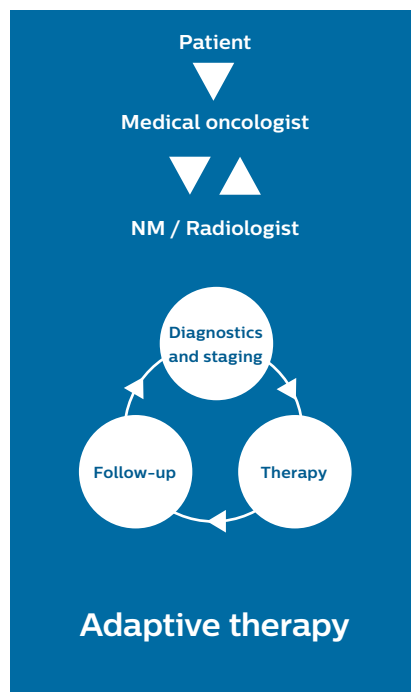 Patient
Medical oncologist
NM / Radiologist
Diagnostics
and staging
Follow-up
Therapy
Adaptive therapy